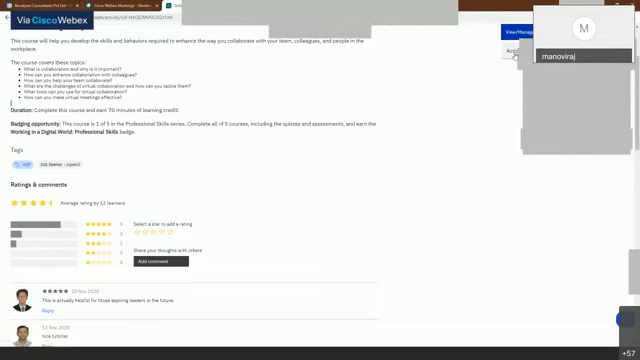 Renalysis Consultants Pvt Ltd
Cisco Webex Meetings
Via CiscoWebex
This course will help you develop the skills and behaviors required to enhance the way you collaborate with your team, colleagues, and people in the
workplace.
The course covers these topics:
What is collaboration and why is it important?
How can you enhance collaboration with colleagues?
How can you help your team collaborate?
What are the challenges of virtual collaboration and how can you tackle them?
What tools can you use for virtual collaboration?
How can you make virtual meetings effective?
Duration: Complete this course and earn 70 minutes of learning credit!
Badging opportunity: This course is 1 of 5 in the Professional Skills series. Complete all of 5 courses, including the quizzes and assessments, and earn the
Working in a Digital World: Professional Skills badge.
Tags
Job Seeker - Upskill
Ratings & comments
Average rating by 12 learners
9
2
1
0
0
Select a star to add a rating
Share your thoughts with others
Add comment
10 Nov 2020
This is actually helpful for those aspiring leaders in the future.
Reply
13 Nov 2020
Nice tutorial
Reply
View/Manage
M
manoviraj
+57